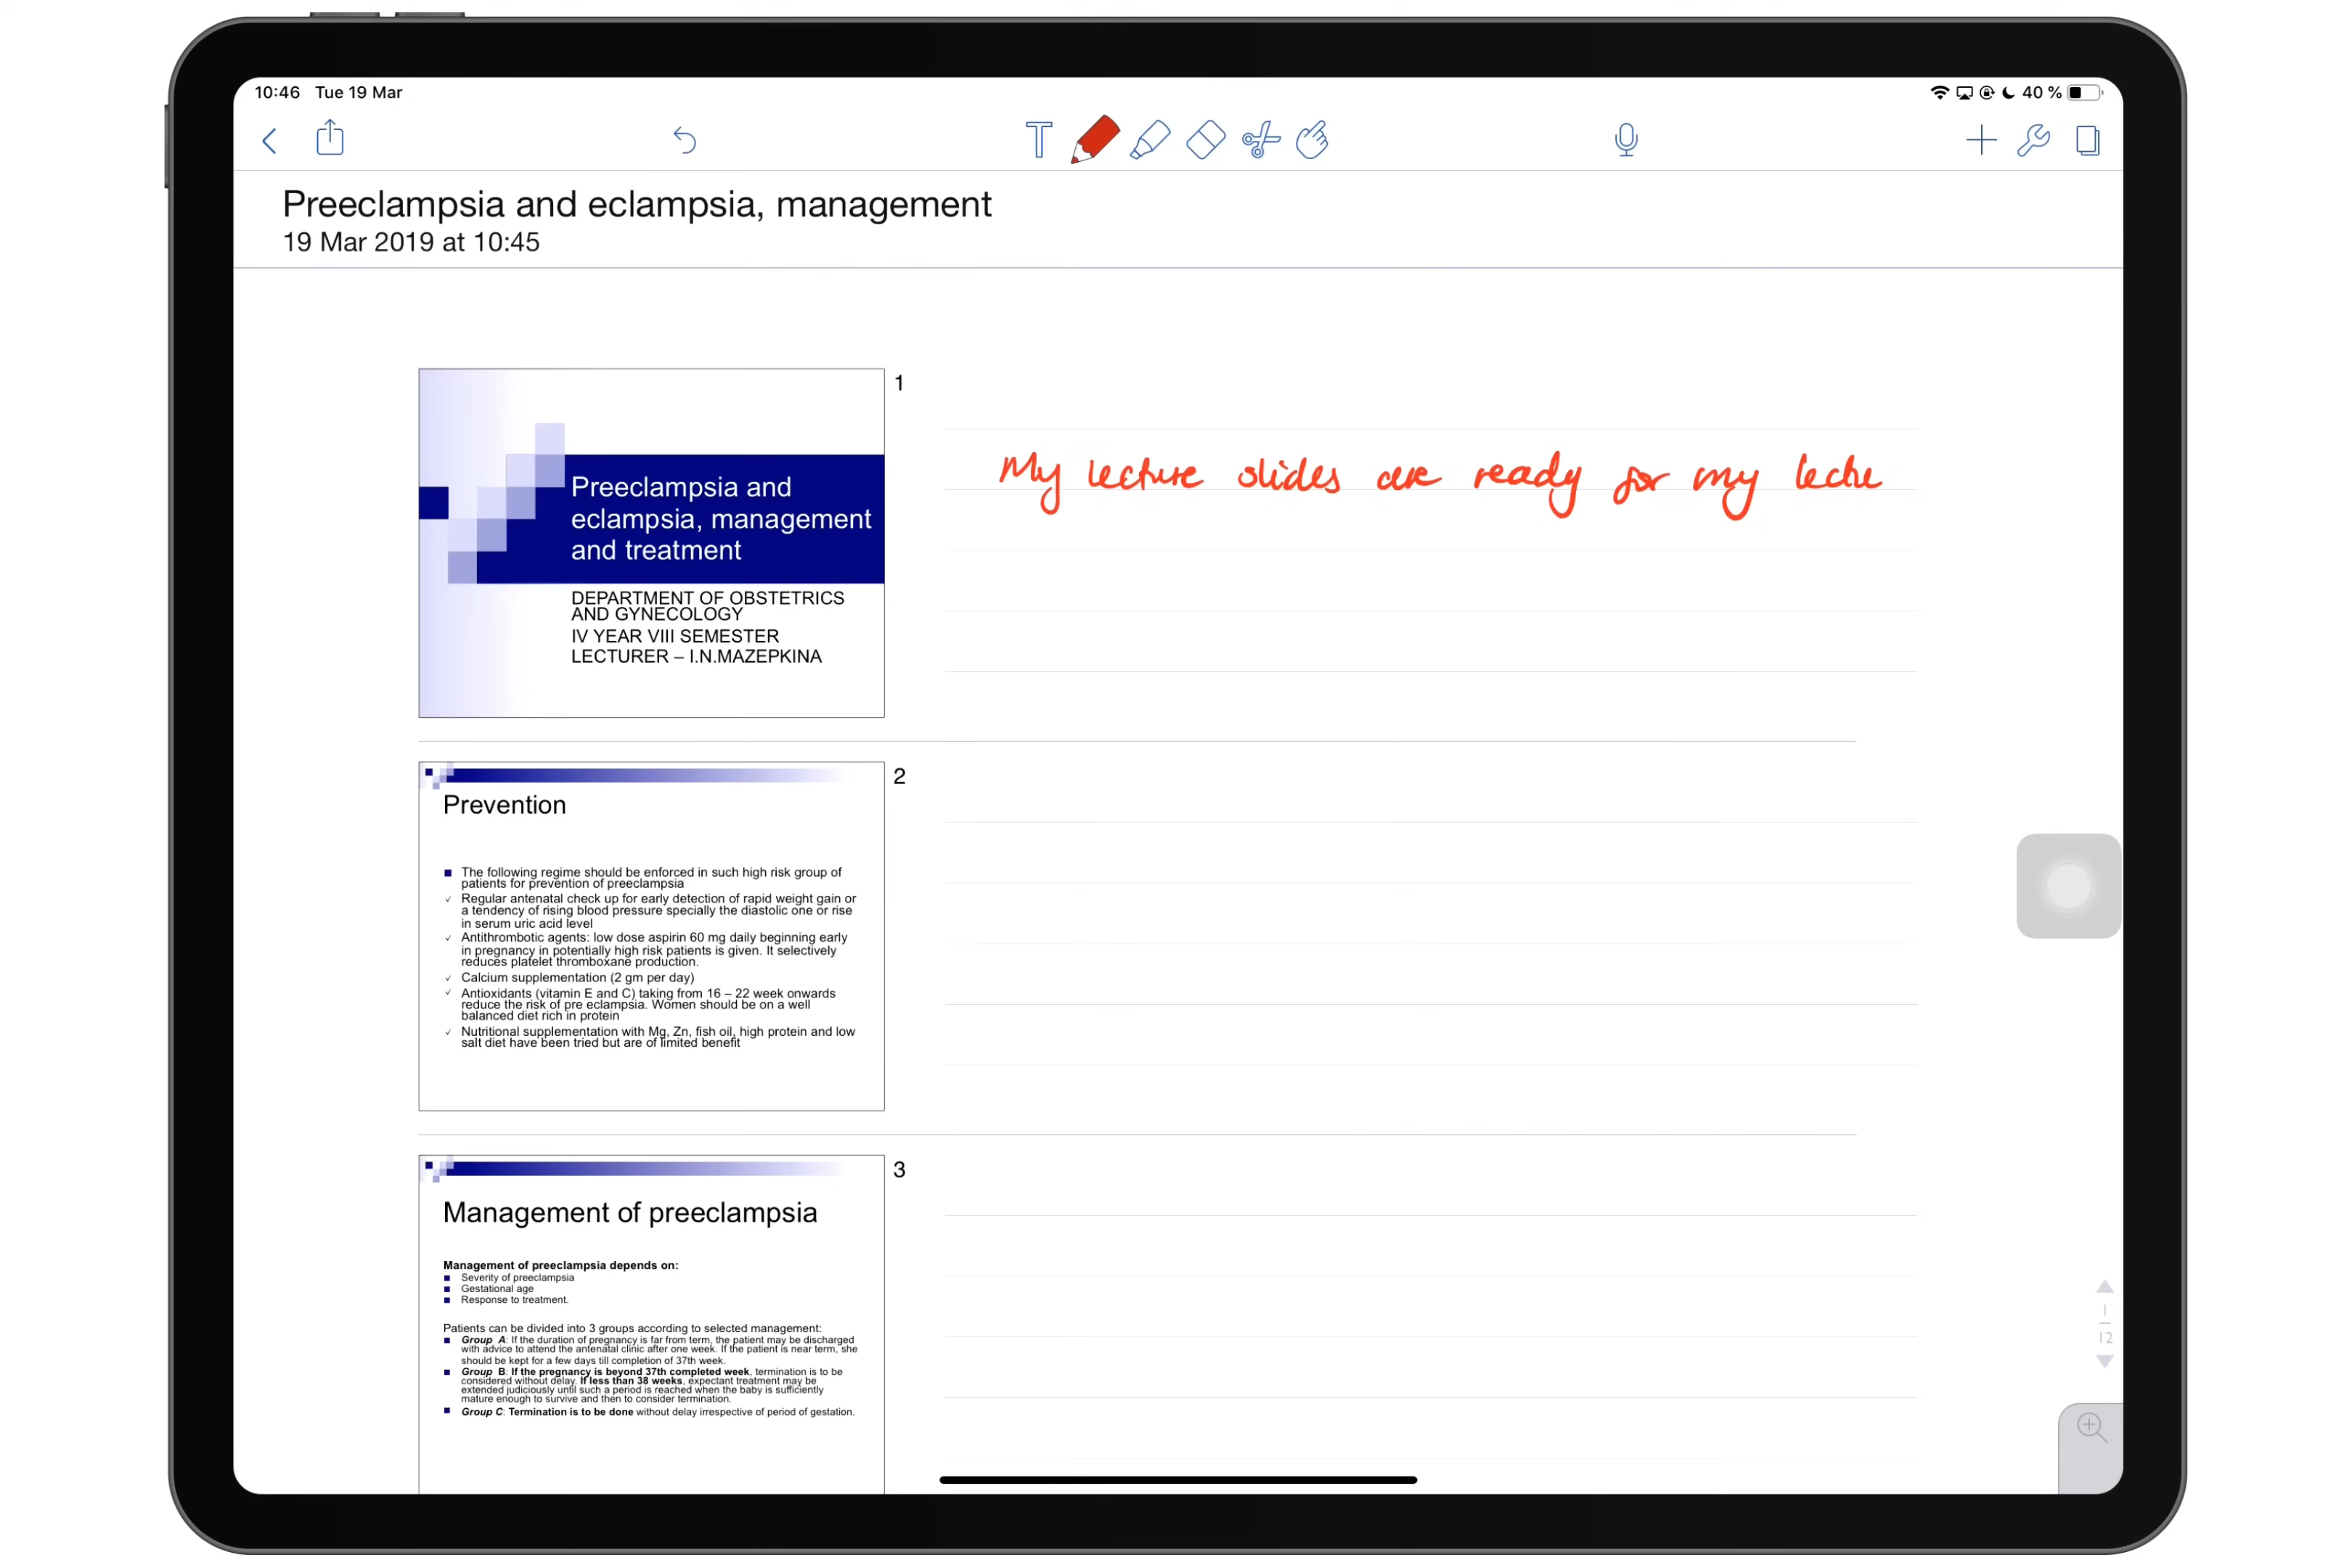 10:46 Tue 19 Mar
40 %
T
Preeclampsia and eclampsia, management
19 Mar 2019 at 10:45
1
My lecture slides are ready for my lectue
Preeclampsia and
eclampsia, management
and treatment
DEPARTMENT OF OBSTETRICS
AND GYNECOLOGY
IV YEAR VIII SEMESTER
LECTURER – I.N.MAZEPKINA
2
Prevention
The following regime should be enforced in such high risk group of
patients for prevention of preeclampsia
Regular antenatal check up for early detection of rapid weight gain or
a tendency of rising blood pressure specially the diastolic one or rise
in serum uric acid level
Antithrombotic agents: low dose aspirin 60 mg daily beginning early
in pregnancy in potentially high risk patients is given. It selectively
reduces platelet thromboxane production.
Calcium supplementation (2 gm per day)
Antioxidants (vitamin E and C) taking from 16 – 22 week onwards
reduce the risk of pre eclampsia. Women should be on a well
balanced diet rich in protein
Nutritional supplementation with Mg, Zn, fish oil, high protein and low
salt diet have been tried but are of limited benefit
3
Management of preeclampsia
Management of preeclampsia depends on:
Severity of preeclampsia
Gestational age
Response to treatment.
Patients can be divided into 3 groups according to selected management:
Group A: If the duration of pregnancy is far from term, the patient may be discharged
with advice to attend the antenatal clinic after one week. If the patient is near term, she
should be kept for a few days till completion of 37th week.
Group B: If the pregnancy is beyond 37th completed week, termination is to be
considered without delay. If less than 38 weeks, expectant treatment may be
extended judiciously until such a period is reached when the baby is sufficiently
mature enough to survive and then to consider termination.
Group C: Termination is to be done without delay irrespective of period of gestation.
1
12